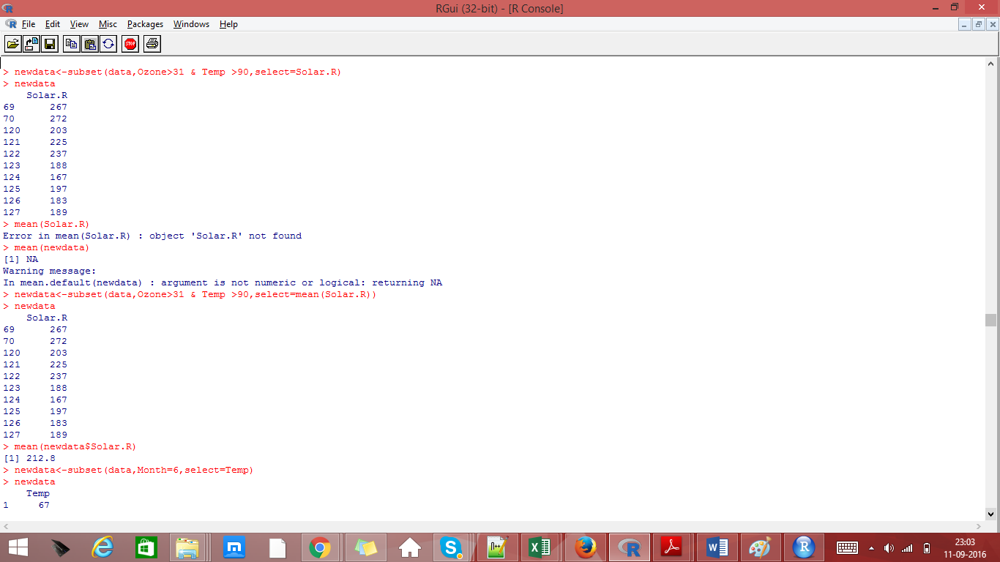 RGui (32-bit) - [R Console]
File Edit View Misc Packages Windows Help
STOP
> newdata<-subset(data,Ozone>31 & Temp >90,select=Solar.R)
> newdata
    Solar.R
69      267
70      272
120     203
121     225
122     237
123     188
124     167
125     197
126     183
127     189
> mean(Solar.R)
Error in mean(Solar.R) : object 'Solar.R' not found
> mean(newdata)
[1] NA
Warning message:
In mean.default(newdata) : argument is not numeric or logical: returning NA
> newdata<-subset(data,Ozone>31 & Temp >90,select=mean(Solar.R))
> newdata
    Solar.R
69      267
70      272
120     203
121     225
122     237
123     188
124     167
125     197
126     183
127     189
> mean(newdata$Solar.R)
[1] 212.8
> newdata<-subset(data,Month=6,select=Temp)
> newdata
    Temp
1     67
23:03
11-09-2016